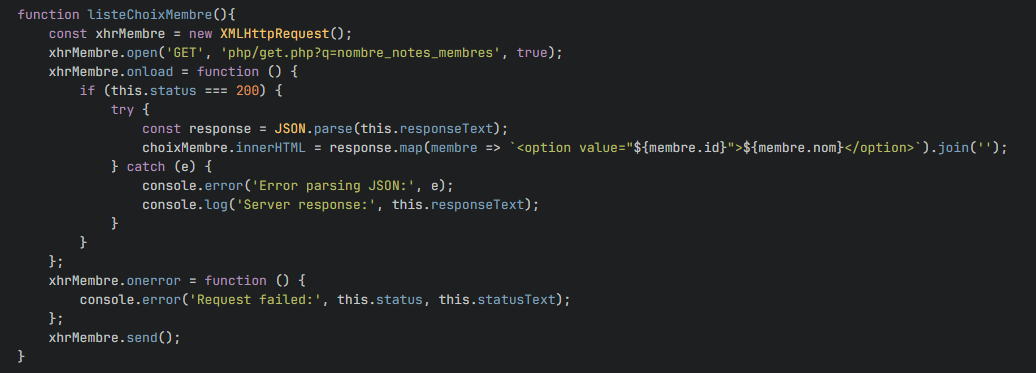 function listeChoixMembre(){
    const xhrMembre = new XMLHttpRequest();
    xhrMembre.open('GET', 'php/get.php?q=nombre_notes_membres', true);
    xhrMembre.onload = function () {
        if (this.status === 200) {
            try {
                const response = JSON.parse(this.responseText);
                choixMembre.innerHTML = response.map(membre => `<option value="${membre.id}">${membre.nom}</option>`).join('');
            } catch (e) {
                console.error('Error parsing JSON:', e);
                console.log('Server response:', this.responseText);
            }
        }
    };
    xhrMembre.onerror = function () {
        console.error('Request failed:', this.status, this.statusText);
    };
    xhrMembre.send();
}